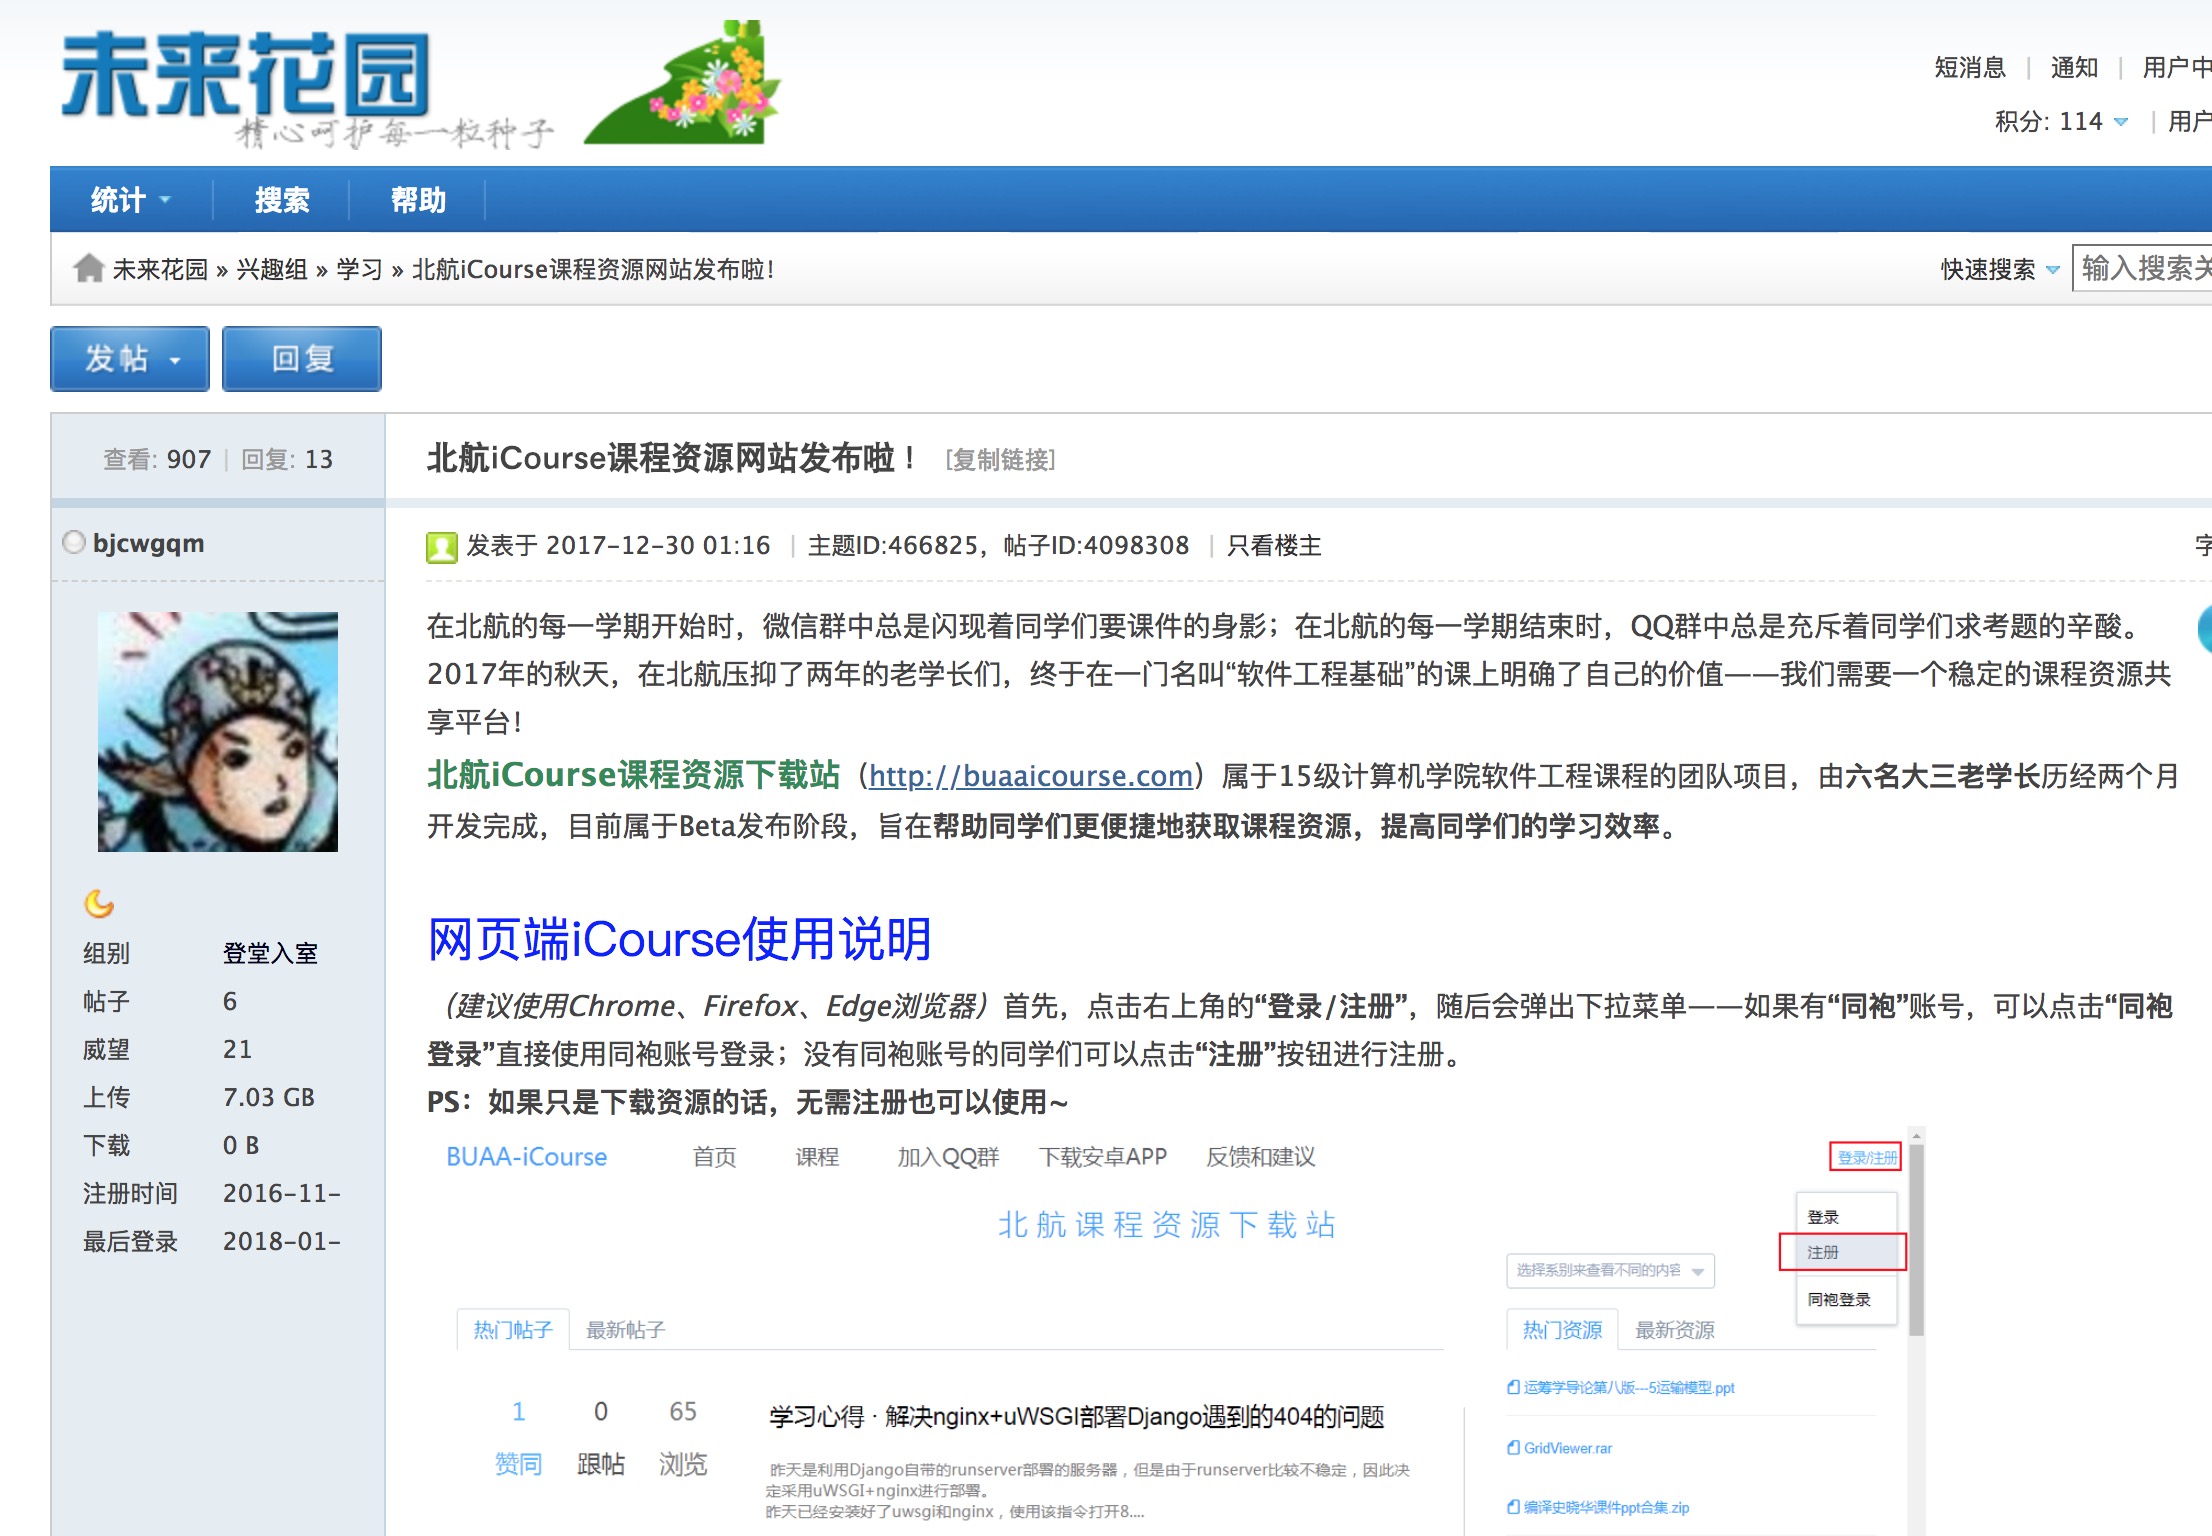 未来花园
精心呵护每一粒种子
短消息 | 通知 | 用户中
积分: 114 | 用户
统计 搜索 帮助
未来花园 » 兴趣组 » 学习 » 北航iCourse课程资源网站发布啦!
快速搜索 输入搜索关
发帖 回复
查看: 907 | 回复: 13
北航iCourse课程资源网站发布啦！ [复制链接]
bjcwgqm
发表于 2017-12-30 01:16 | 主题ID:466825，帖子ID:4098308 | 只看楼主
字
在北航的每一学期开始时，微信群中总是闪现着同学们要课件的身影；在北航的每一学期结束时，QQ群中总是充斥着同学们求考题的辛酸。
2017年的秋天，在北航压抑了两年的老学长们，终于在一门名叫“软件工程基础”的课上明确了自己的价值——我们需要一个稳定的课程资源共
享平台！
北航iCourse课程资源下载站（http://buaaicourse.com）属于15级计算机学院软件工程课程的团队项目，由六名大三老学长历经两个月
开发完成，目前属于Beta发布阶段，旨在帮助同学们更便捷地获取课程资源，提高同学们的学习效率。
网页端iCourse使用说明
（建议使用Chrome、Firefox、Edge浏览器）首先，点击右上角的“登录/注册”，随后会弹出下拉菜单——如果有“同袍”账号，可以点击“同袍
登录”直接使用同袍账号登录；没有同袍账号的同学们可以点击“注册”按钮进行注册。
PS：如果只是下载资源的话，无需注册也可以使用~
组别 登堂入室
帖子 6
威望 21
上传 7.03 GB
下载 0 B
注册时间 2016-11-
最后登录 2018-01-
BUAA-iCourse 首页 课程 加入QQ群 下载安卓APP 反馈和建议 登录/注册
登录
注册
同袍登录
北航课程资源下载站
选择系别来查看不同的内容
热门帖子 最新帖子
热门资源 最新资源
1 0 65
赞同 跟帖 浏览
学习心得 · 解决nginx+uWSGI部署Django遇到的404的问题
昨天是利用Django自带的runserver部署的服务器，但是由于runserver比较不稳定，因此决
定采用uWSGI+nginx进行部署。
昨天已经安装好了uwsgi和nginx，使用该指令打开8....
运筹学导论第八版---5运输模型.ppt
GridViewer.rar
编译史晓华课件ppt合集.zip